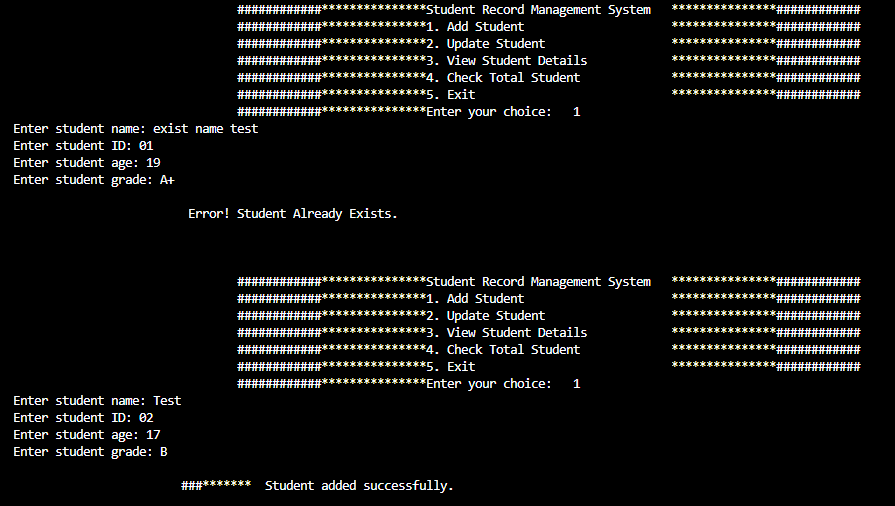 ############***************Student Record Management System   ***************############
############***************1. Add Student                     ***************############
############***************2. Update Student                  ***************############
############***************3. View Student Details            ***************############
############***************4. Check Total Student             ***************############
############***************5. Exit                            ***************############
############***************Enter your choice:   1
Enter student name: exist name test
Enter student ID: 01
Enter student age: 19
Enter student grade: A+
Error! Student Already Exists.
############***************Student Record Management System   ***************############
############***************1. Add Student                     ***************############
############***************2. Update Student                  ***************############
############***************3. View Student Details            ***************############
############***************4. Check Total Student             ***************############
############***************5. Exit                            ***************############
############***************Enter your choice:   1
Enter student name: Test
Enter student ID: 02
Enter student age: 17
Enter student grade: B
###*******  Student added successfully.